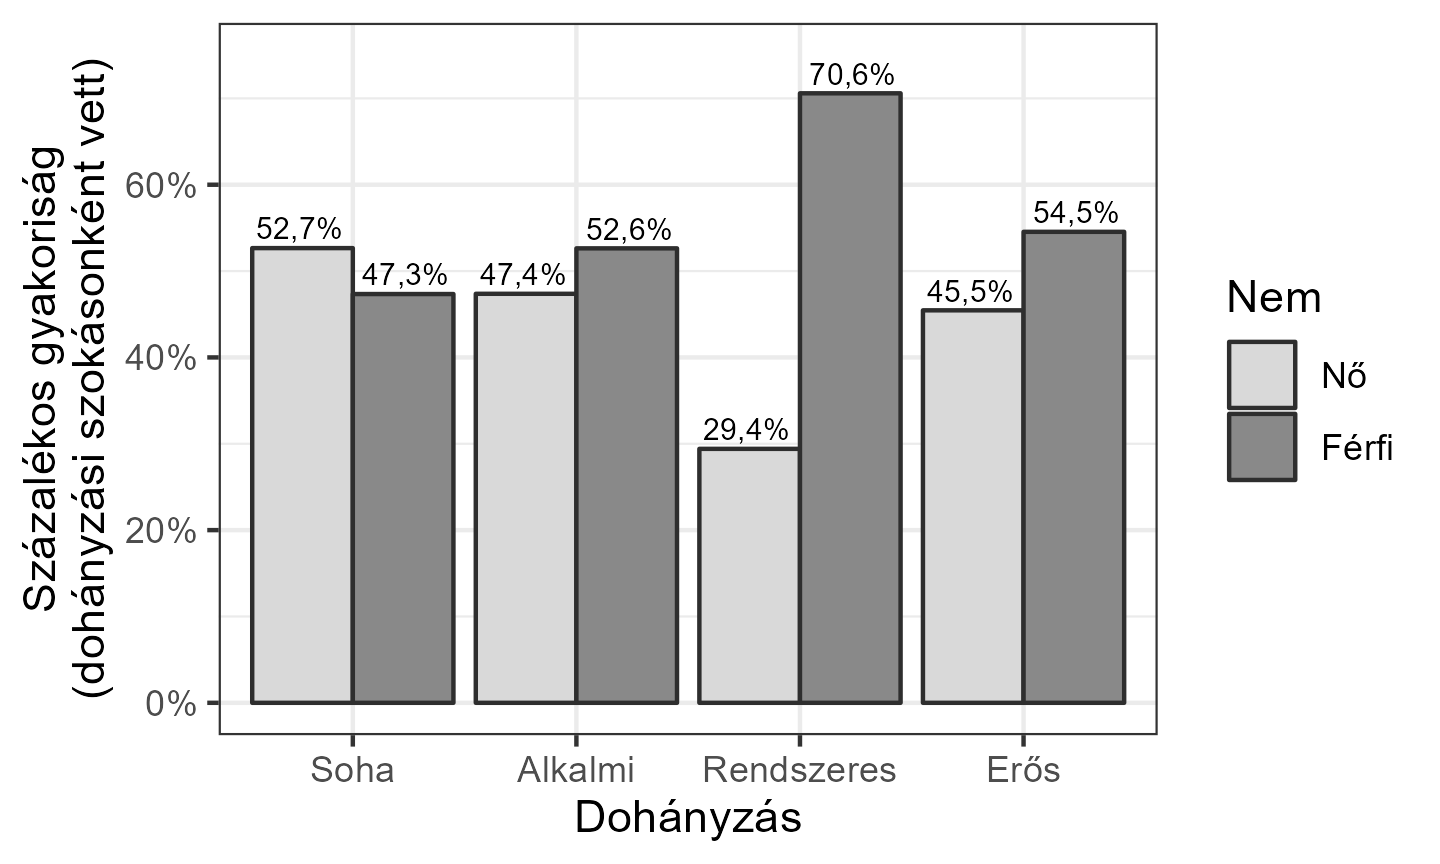 Százalékos gyakoriság
(dohányzási szokásonként vett)
60%
40%
20%
0%
52,7%
47,3%
47,4%
52,6%
29,4%
70,6%
45,5%
54,5%
Soha
Alkalmi
Rendszeres
Erős
Dohányzás
Nem
Nő
Férfi